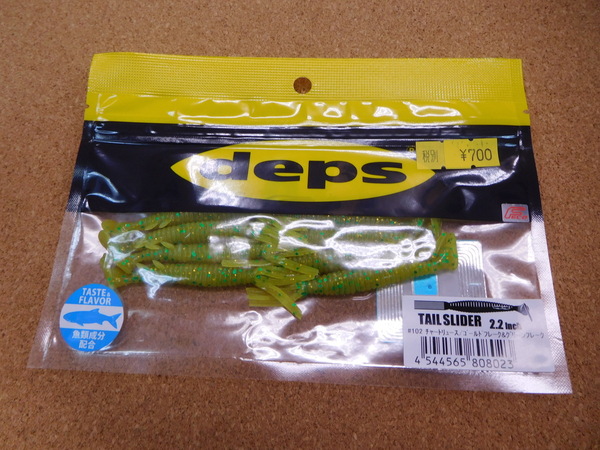 deps
税別 ¥700
TASTE &
FLAVOR
魚類成分
配合
TAIL SLIDER 2.2 inch
#102 チャートリュース/ゴールドフレーク&グリーンフレーク
4 544565 808023